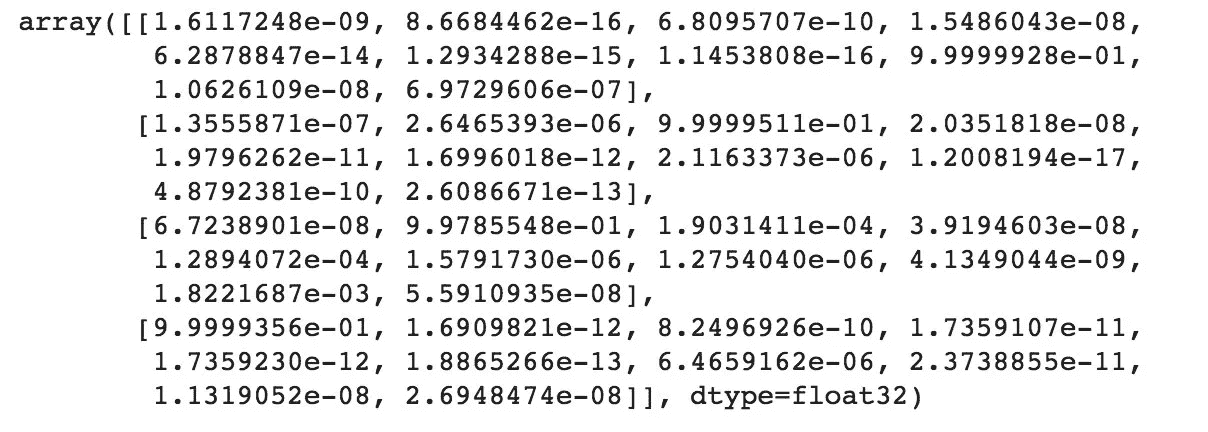 array([[1.6117248e-09, 8.6684462e-16, 6.8095707e-10, 1.5486043e-08,
6.2878847e-14, 1.2934288e-15, 1.1453808e-16, 9.9999928e-01,
1.0626109e-08, 6.9729606e-07],
[1.3555871e-07, 2.6465393e-06, 9.9999511e-01, 2.0351818e-08,
1.9796262e-11, 1.6996018e-12, 2.1163373e-06, 1.2008194e-17,
4.8792381e-10, 2.6086671e-13],
[6.7238901e-08, 9.9785548e-01, 1.9031411e-04, 3.9194603e-08,
1.2894072e-04, 1.5791730e-06, 1.2754040e-06, 4.1349044e-09,
1.8221687e-03, 5.5910935e-08],
[9.9999356e-01, 1.6909821e-12, 8.2496926e-10, 1.7359107e-11,
1.7359230e-12, 1.8865266e-13, 6.4659162e-06, 2.3738855e-11,
1.1319052e-08, 2.6948474e-08]], dtype=float32)